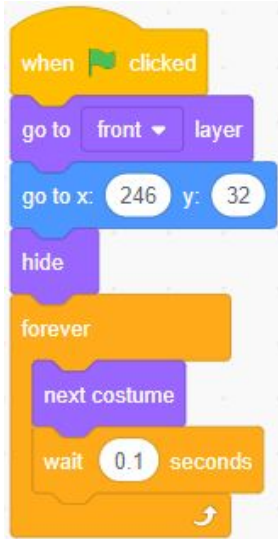 when clicked
go to front layer
go to x: 246 y: 32
hide
forever
next costume
wait 0.1 seconds